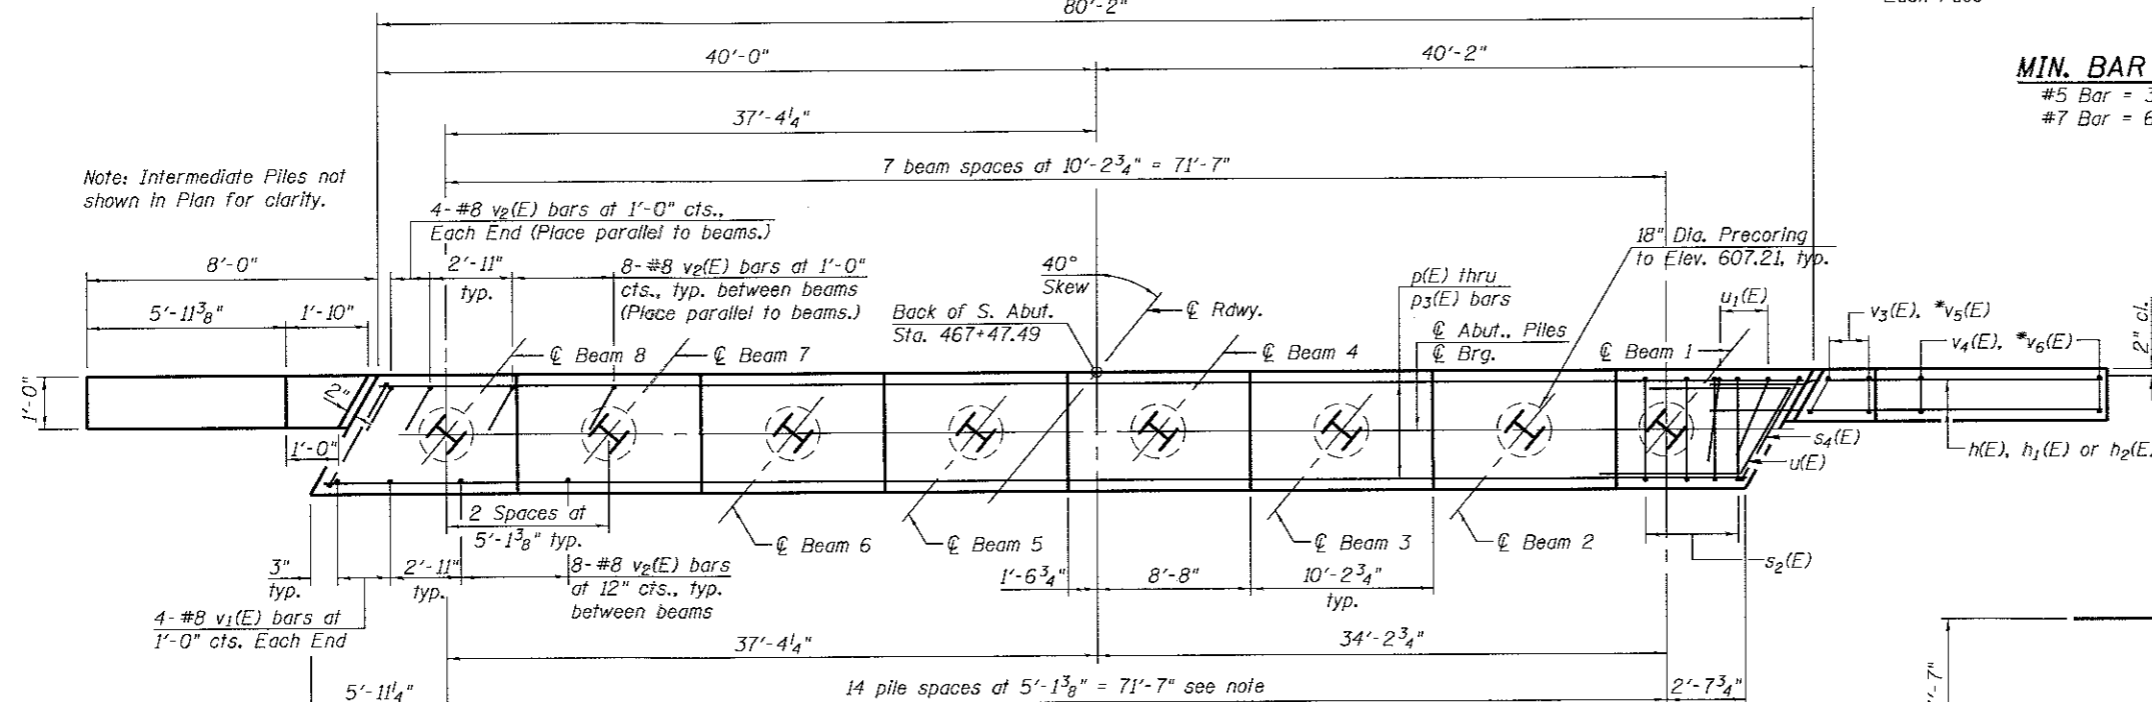 80'-2"
40'-0"
40'-2"
MIN. BAR
#5 Bar = 3
#7 Bar = 6
37'-4¼"
7 beam spaces at 10'-2¾" = 71'-7"
Note: Intermediate Piles not
shown in Plan for clarity.
4-#8 v2(E) bars at 1'-0" cts.,
Each End (Place parallel to beams.)
18" Dia. Precoring
to Elev. 607.21, typ.
8'-0"
2'-11"
typ.
8-#8 v2(E) bars at 1'-0"
cts., typ. between beams
(Place parallel to beams.)
40°
Skew
p(E) thru
p3(E) bars
u1(E)
5'-11⅜"
1'-10"
Back of S. Abut.
Sta. 467+47.49
℄ Rdwy.
℄ Abut., Piles
℄ Brg.
v3(E), *v5(E)
v4(E), *v6(E)
2" cl.
℄ Beam 8
℄ Beam 7
℄ Beam 4
℄ Beam 1
1'-0"
2"
1'-0"
s4(E)
u(E)
h(E), h1(E) or h2(E)
2 Spaces at
5'-1⅜" typ.
℄ Beam 6
℄ Beam 5
℄ Beam 3
℄ Beam 2
s2(E)
3"
typ.
2'-11"
typ.
8-#8 v2(E) bars
at 12" cts., typ.
between beams
1'-6¾"
8'-8"
10'-2¾"
typ.
4-#8 v1(E) bars at
1'-0" cts. Each End
37'-4¼"
34'-2¾"
5'-11¼"
14 pile spaces at 5'-1⅜" = 71'-7" see note
2'-7¾"
'-7"